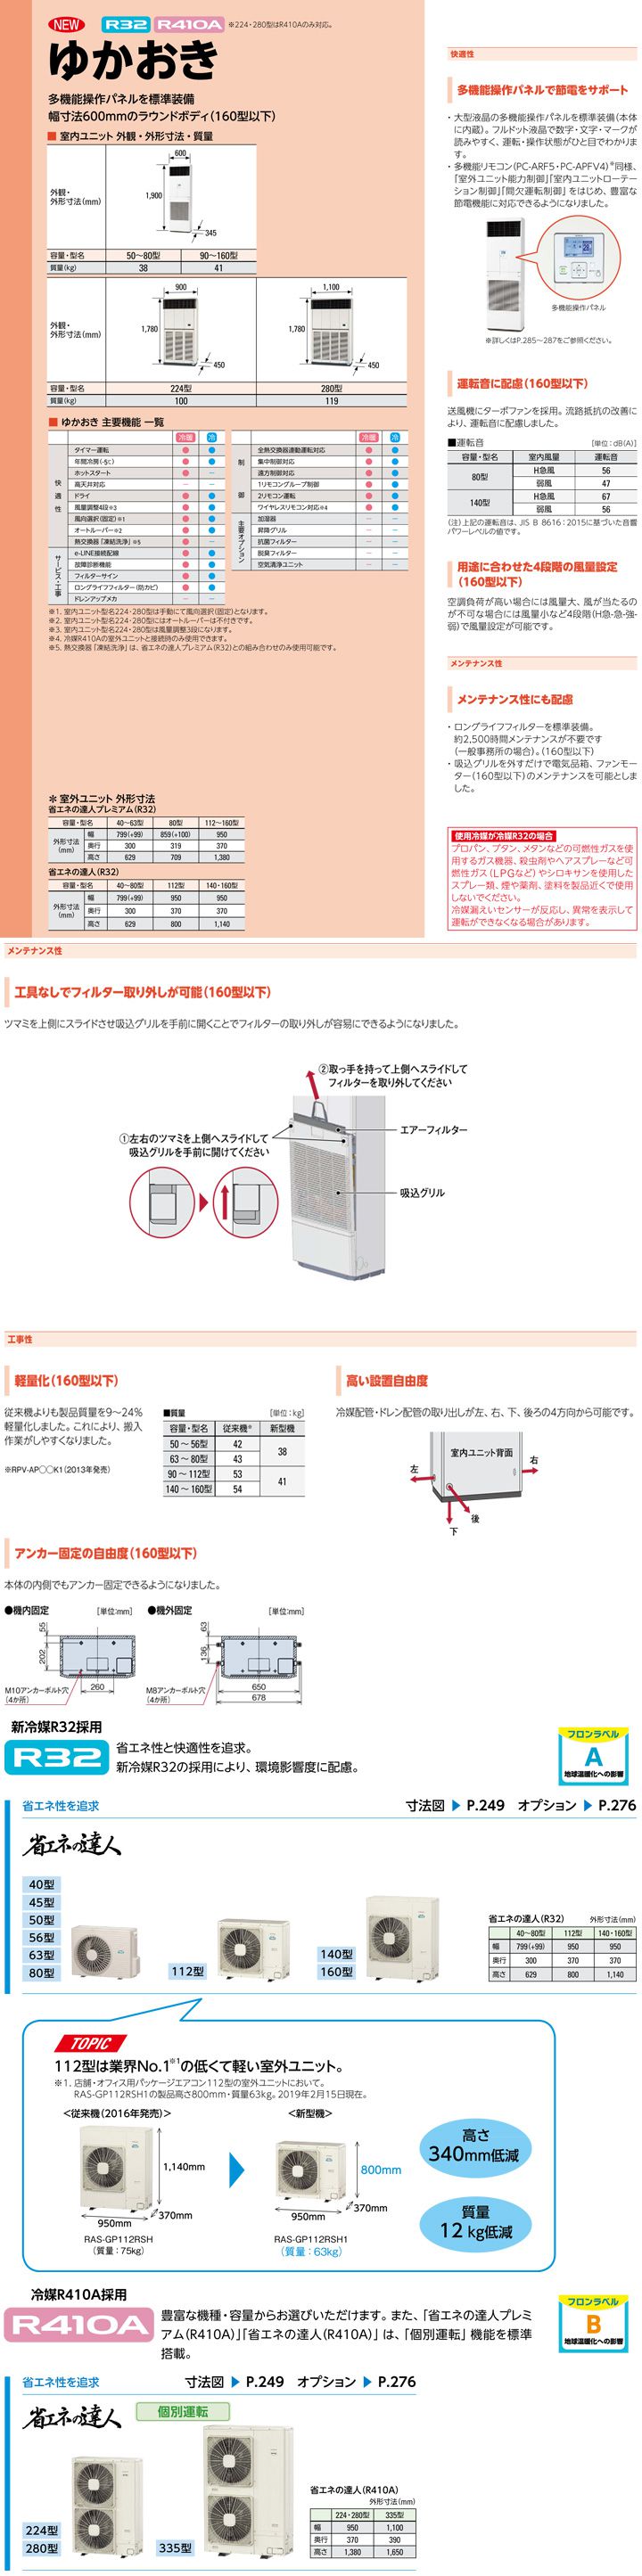 NEW R32 R410A ※224・280型はR410Aのみ対応。
ゆかおき
多機能操作パネルを標準装備
幅寸法600mmのラウンドボディ(160型以下)
■ 室内ユニット 外観・外形寸法・質量
外観・
外形寸法(mm)
600
1,900
345
容量・型名 50～80型 90～160型
質量(kg) 38 41
外観・
外形寸法(mm)
900 1,100
1,780 1,780
450 450
容量・型名 224型 280型
質量(kg) 100 119
■ ゆかおき 主要機能 一覧
冷暖 冷
快適性
タイマー運転 ● ●
年間冷房(-5℃) ● ●
ホットスタート ● －
高天井対応 － －
ドライ ● ●
風量調整4段※3 ● ●
風向選択(固定)※1 ● ●
オートルーバー※2 ● ●
熱交換器「凍結洗浄」※5 ● －
サービス・工事
e-LINE接続配線 ● ●
故障診断機能 ● ●
フィルターサイン ● ●
ロングライフフィルター(防カビ) ● ●
ドレンアップメカ － －
冷暖 冷
制御
全熱交換器連動運転対応 ● ●
集中制御対応 ● ●
遠方制御対応 ● ●
1リモコングループ制御 ● ●
2リモコン運転 ● ●
ワイヤレスリモコン対応※4 ● ●
主要オプション
加湿器 － －
昇降グリル － －
抗菌フィルター － －
脱臭フィルター － －
空気清浄ユニット － －
※1. 室内ユニット型名224・280型は手動にて風向選択(固定)となります。
※2. 室内ユニット型名224・280型にはオートルーバーは不付きです。
※3. 室内ユニット型名224・280型は風量調整3段になります。
※4. 冷媒R410Aの室外ユニットと接続時のみ使用できます。
※5. 熱交換器「凍結洗浄」は、省エネの達人プレミアム(R32)との組み合わせのみ使用可能です。
＊ 室外ユニット 外形寸法
省エネの達人プレミアム(R32)
容量・型名 40～63型 80型 112～160型
外形寸法(mm)
幅 799(+99) 859(+100) 950
奥行 300 319 370
高さ 629 709 1,380
省エネの達人(R32)
容量・型名 40～80型 112型 140・160型
外形寸法(mm)
幅 799(+99) 950 950
奥行 300 370 370
高さ 629 800 1,140
快適性
多機能操作パネルで節電をサポート
・大型液晶の多機能操作パネルを標準装備(本体
に内蔵)。フルドット液晶で数字・文字・マークが
読みやすく、運転・操作状態がひと目でわかりま
す。
・多機能リモコン(PC-ARF5・PC-APFV4)※同様、
「室外ユニット能力制御」「室内ユニットローテー
ション制御」「間欠運転制御」をはじめ、豊富な
節電機能に対応できるようになりました。
多機能操作パネル
※詳しくはP.285～287をご参照ください。
運転音に配慮(160型以下)
送風機にターボファンを採用。流路抵抗の改善に
より、運転音に配慮しました。
■運転音 [単位:dB(A)]
容量・型名 室内風量 運転音
80型 H急風 56
弱風 47
140型 H急風 67
弱風 56
(注)上記の運転音は、JIS B 8616:2015に基づいた音響
パワーレベルの値です。
用途に合わせた4段階の風量設定
(160型以下)
空調負荷が高い場合には風量大、風が当たるの
が不可な場合には風量小など4段階(H急-急-強-
弱)で風量設定が可能です。
メンテナンス性
メンテナンス性にも配慮
・ロングライフフィルターを標準装備。
約2,500時間メンテナンスが不要です
(一般事務所の場合)。(160型以下)
・吸込グリルを外すだけで電気品箱、ファンモー
ター(160型以下)のメンテナンスを可能としま
した。
使用冷媒が冷媒R32の場合
プロパン、ブタン、メタンなどの可燃性ガスを使
用するガス機器、殺虫剤やヘアスプレーなど可
燃性ガス(LPGなど)やシロキサンを使用した
スプレー類、煙や薬剤、塗料を製品近くで使用
しないでください。
冷媒漏えいセンサーが反応し、異常を表示して
運転ができなくなる場合があります。
メンテナンス性
工具なしでフィルター取り外しが可能(160型以下)
ツマミを上側にスライドさせ吸込グリルを手前に開くことでフィルターの取り外しが容易にできるようになりました。
②取っ手を持って上側へスライドして
フィルターを取り外してください
エアーフィルター
①左右のツマミを上側へスライドして
吸込グリルを手前に開けてください
吸込グリル
工事性
軽量化(160型以下)
従来機よりも製品質量を9～24%
軽量化しました。これにより、搬入
作業がしやすくなりました。
※RPV-AP○○K1(2013年発売)
■質量 [単位:kg]
容量・型名 従来機※ 新型機
50～56型 42 38
63～80型 43
90～112型 53 41
140～160型 54
高い設置自由度
冷媒配管・ドレン配管の取り出しが左、右、下、後ろの4方向から可能です。
室内ユニット背面
左 右
後
下
アンカー固定の自由度(160型以下)
本体の内側でもアンカー固定できるようになりました。
●機内固定 [単位:mm] ●機外固定 [単位:mm]
55 202 260
M10アンカーボルト穴
(4か所)
63 136 650 678
M8アンカーボルト穴
(4か所)
新冷媒R32採用
R32
省エネ性と快適性を追求。
新冷媒R32の採用により、環境影響度に配慮。
フロンラベル
A
地球温暖化への影響
省エネ性を追求 寸法図 ▶ P.249 オプション ▶ P.276
省エネの達人
40型
45型
50型
56型
63型
80型
112型
140型
160型
省エネの達人(R32) 外形寸法(mm)
40～80型 112型 140・160型
幅 799(+99) 950 950
奥行 300 370 370
高さ 629 800 1,140
TOPIC
112型は業界No.1※1の低くて軽い室外ユニット。
※1. 店舗・オフィス用パッケージエアコン112型の室外ユニットにおいて。
RAS-GP112RSH1の製品高さ800mm・質量63kg。2019年2月15日現在。
＜従来機(2016年発売)＞ ＜新型機＞
1,140mm
370mm
950mm
RAS-GP112RSH
(質量:75kg)
800mm
370mm
950mm
RAS-GP112RSH1
(質量:63kg)
高さ
340mm低減
質量
12kg低減
冷媒R410A採用
R410A
豊富な機種・容量からお選びいただけます。また、「省エネの達人プレミ
アム(R410A)」「省エネの達人(R410A)」は、「個別運転」機能を標準
搭載。
フロンラベル
B
地球温暖化への影響
省エネ性を追求 寸法図 ▶ P.249 オプション ▶ P.276
省エネの達人 個別運転
224型
280型
335型
省エネの達人(R410A)
外形寸法(mm)
224・280型 335型
幅 950 1,100
奥行 370 390
高さ 1,380 1,650